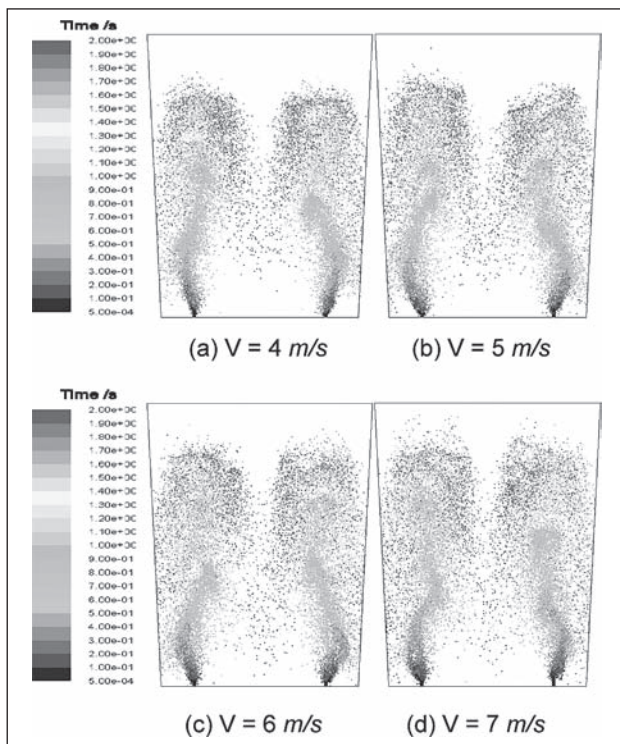 Time /s
2.00e+00
1.90e+00
1.80e+00
1.70e+00
1.60e+00
1.50e+00
1.40e+00
1.30e+00
1.20e+00
1.10e+00
1.00e+00
9.00e-01
8.00e-01
7.00e-01
6.00e-01
5.00e-01
4.00e-01
3.00e-01
2.00e-01
1.00e-01
5.00e-04
(a) V = 4 m/s
(b) V = 5 m/s
Time /s
2.00e+00
1.90e+00
1.80e+00
1.70e+00
1.60e+00
1.50e+00
1.40e+00
1.30e+00
1.20e+00
1.10e+00
1.00e+00
9.00e-01
8.00e-01
7.00e-01
6.00e-01
5.00e-01
4.00e-01
3.00e-01
2.00e-01
1.00e-01
5.00e-04
(c) V = 6 m/s
(d) V = 7 m/s